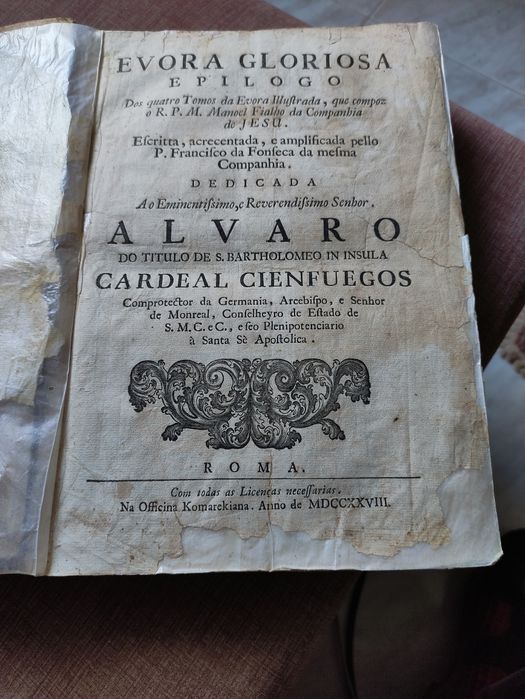 EVORA GLORIOSA
EPILOGO
Dos quatro Tomos da Evora Illuſtrada, que compoz
o R. P. M. Manoel Fialho da Companhia
de JESU.
Eſcritta, acrecentada, e amplificada pello
P. Franciſco da Fonſeca da meſma
Companhia.
DEDICADA
Ao Eminentiſſimo, e Reverendiſſimo Senhor.
ALVARO
DO TITULO DE S. BARTHOLOMEO IN INSULA
CARDEAL CIENFUEGOS
Comprotector da Germania, Arcebiſpo, e Senhor
de Monreal, Conſelheyro de Eſtado de
S. M. C. e C., e ſeo Plenipotenciario
à Santa Sè Apoſtolica.
ROMA.
Com todas as Licenças neceſſarias.
Na Officina Komarekiana. Anno de MDCCXXVIII.